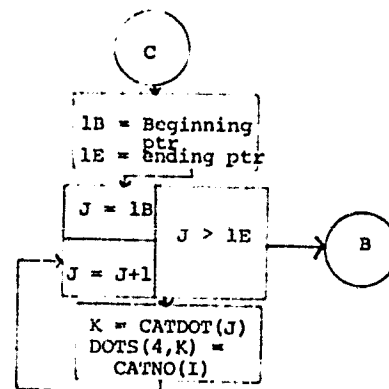 C
1B = Beginning
ptr
1E = ending ptr
J = 1B
J > 1E
B
J = J+1
K = CATDOT(J)
DOTS(4,K) =
CATNO(I)